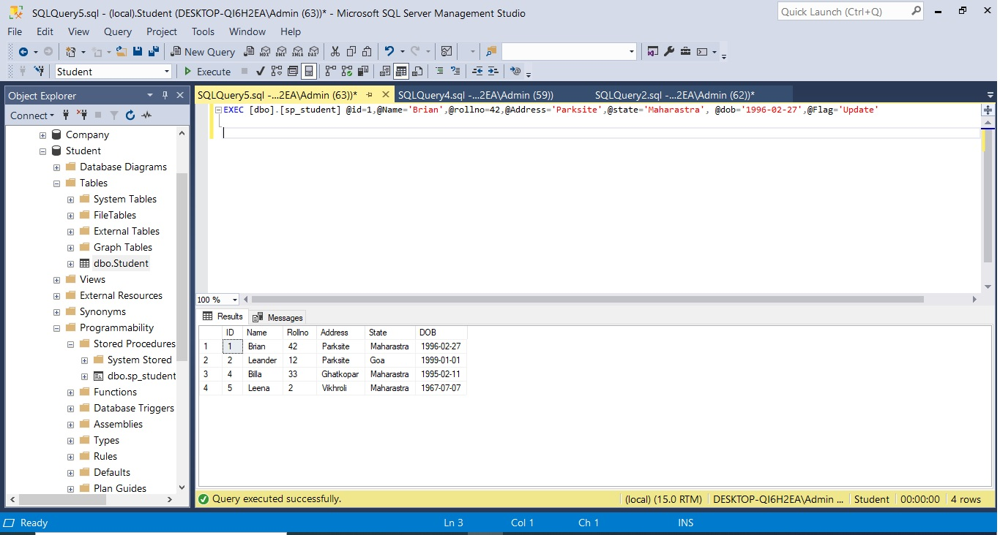 SQLQuery5.sql - (local).Student (DESKTOP-QI6H2EA\Admin (63))* - Microsoft SQL Server Management Studio
Quick Launch (Ctrl+Q)
File Edit View Query Project Tools Window Help
New Query MDX DMX XMLA DAX
Student Execute
Object Explorer
SQLQuery5.sql -...2EA\Admin (63))* SQLQuery4.sql -...2EA\Admin (59)) SQLQuery2.sql -...2EA\Admin (62))*
Connect
Company
Student
Database Diagrams
Tables
System Tables
FileTables
External Tables
Graph Tables
dbo.Student
Views
External Resources
Synonyms
Programmability
Stored Procedures
System Stored
dbo.sp_student
Functions
Database Triggers
Assemblies
Types
Rules
Defaults
Plan Guides
EXEC [dbo].[sp_student] @id=1,@Name='Brian',@rollno=42,@Address='Parksite',@state='Maharastra', @dob='1996-02-27',@Flag='Update'
100 %
Results Messages
ID Name Rollno Address State DOB
1 1 Brian 42 Parksite Maharastra 1996-02-27
2 2 Leander 12 Parksite Goa 1999-01-01
3 4 Billa 33 Ghatkopar Maharastra 1995-02-11
4 5 Leena 2 Vikhroli Maharastra 1967-07-07
Query executed successfully. (local) (15.0 RTM) DESKTOP-QI6H2EA\Admin ... Student 00:00:00 4 rows
Ready Ln 3 Col 1 Ch 1 INS